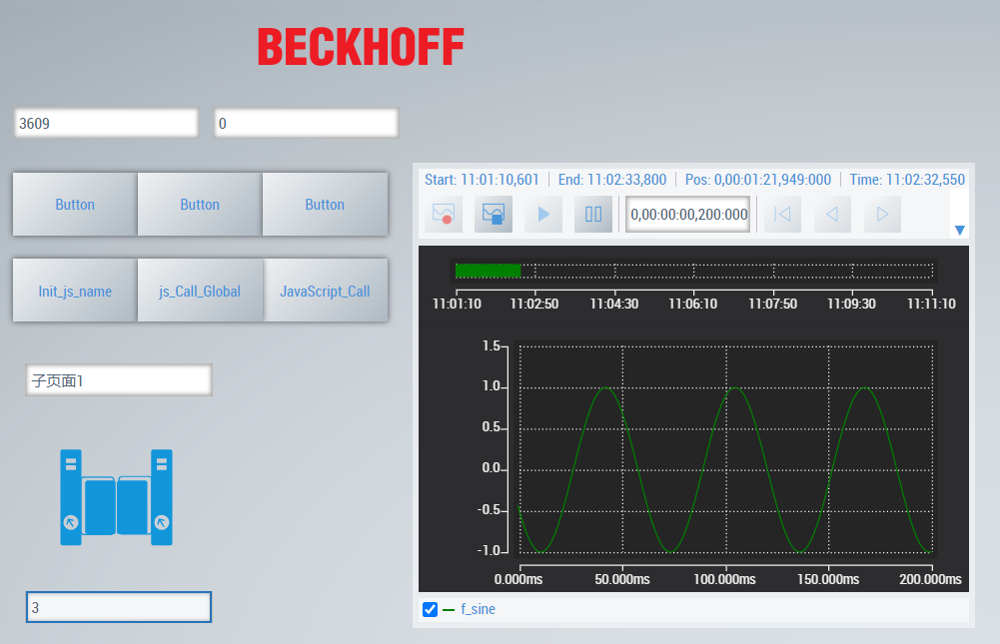 BECKHOFF
3609
0
Button
Button
Button
Init_js_name
js_Call_Global
JavaScript_Call
子页面1
3
Start: 11:01:10,601
End: 11:02:33,800
Pos: 0,00:01:21,949:000
Time: 11:02:32,550
0,00:00:00,200:000
11:01:10
11:02:50
11:04:30
11:06:10
11:07:50
11:09:30
11:11:10
1.5
1.0
0.5
0.0
-0.5
-1.0
0.000ms
50.000ms
100.000ms
150.000ms
200.000ms
f_sine